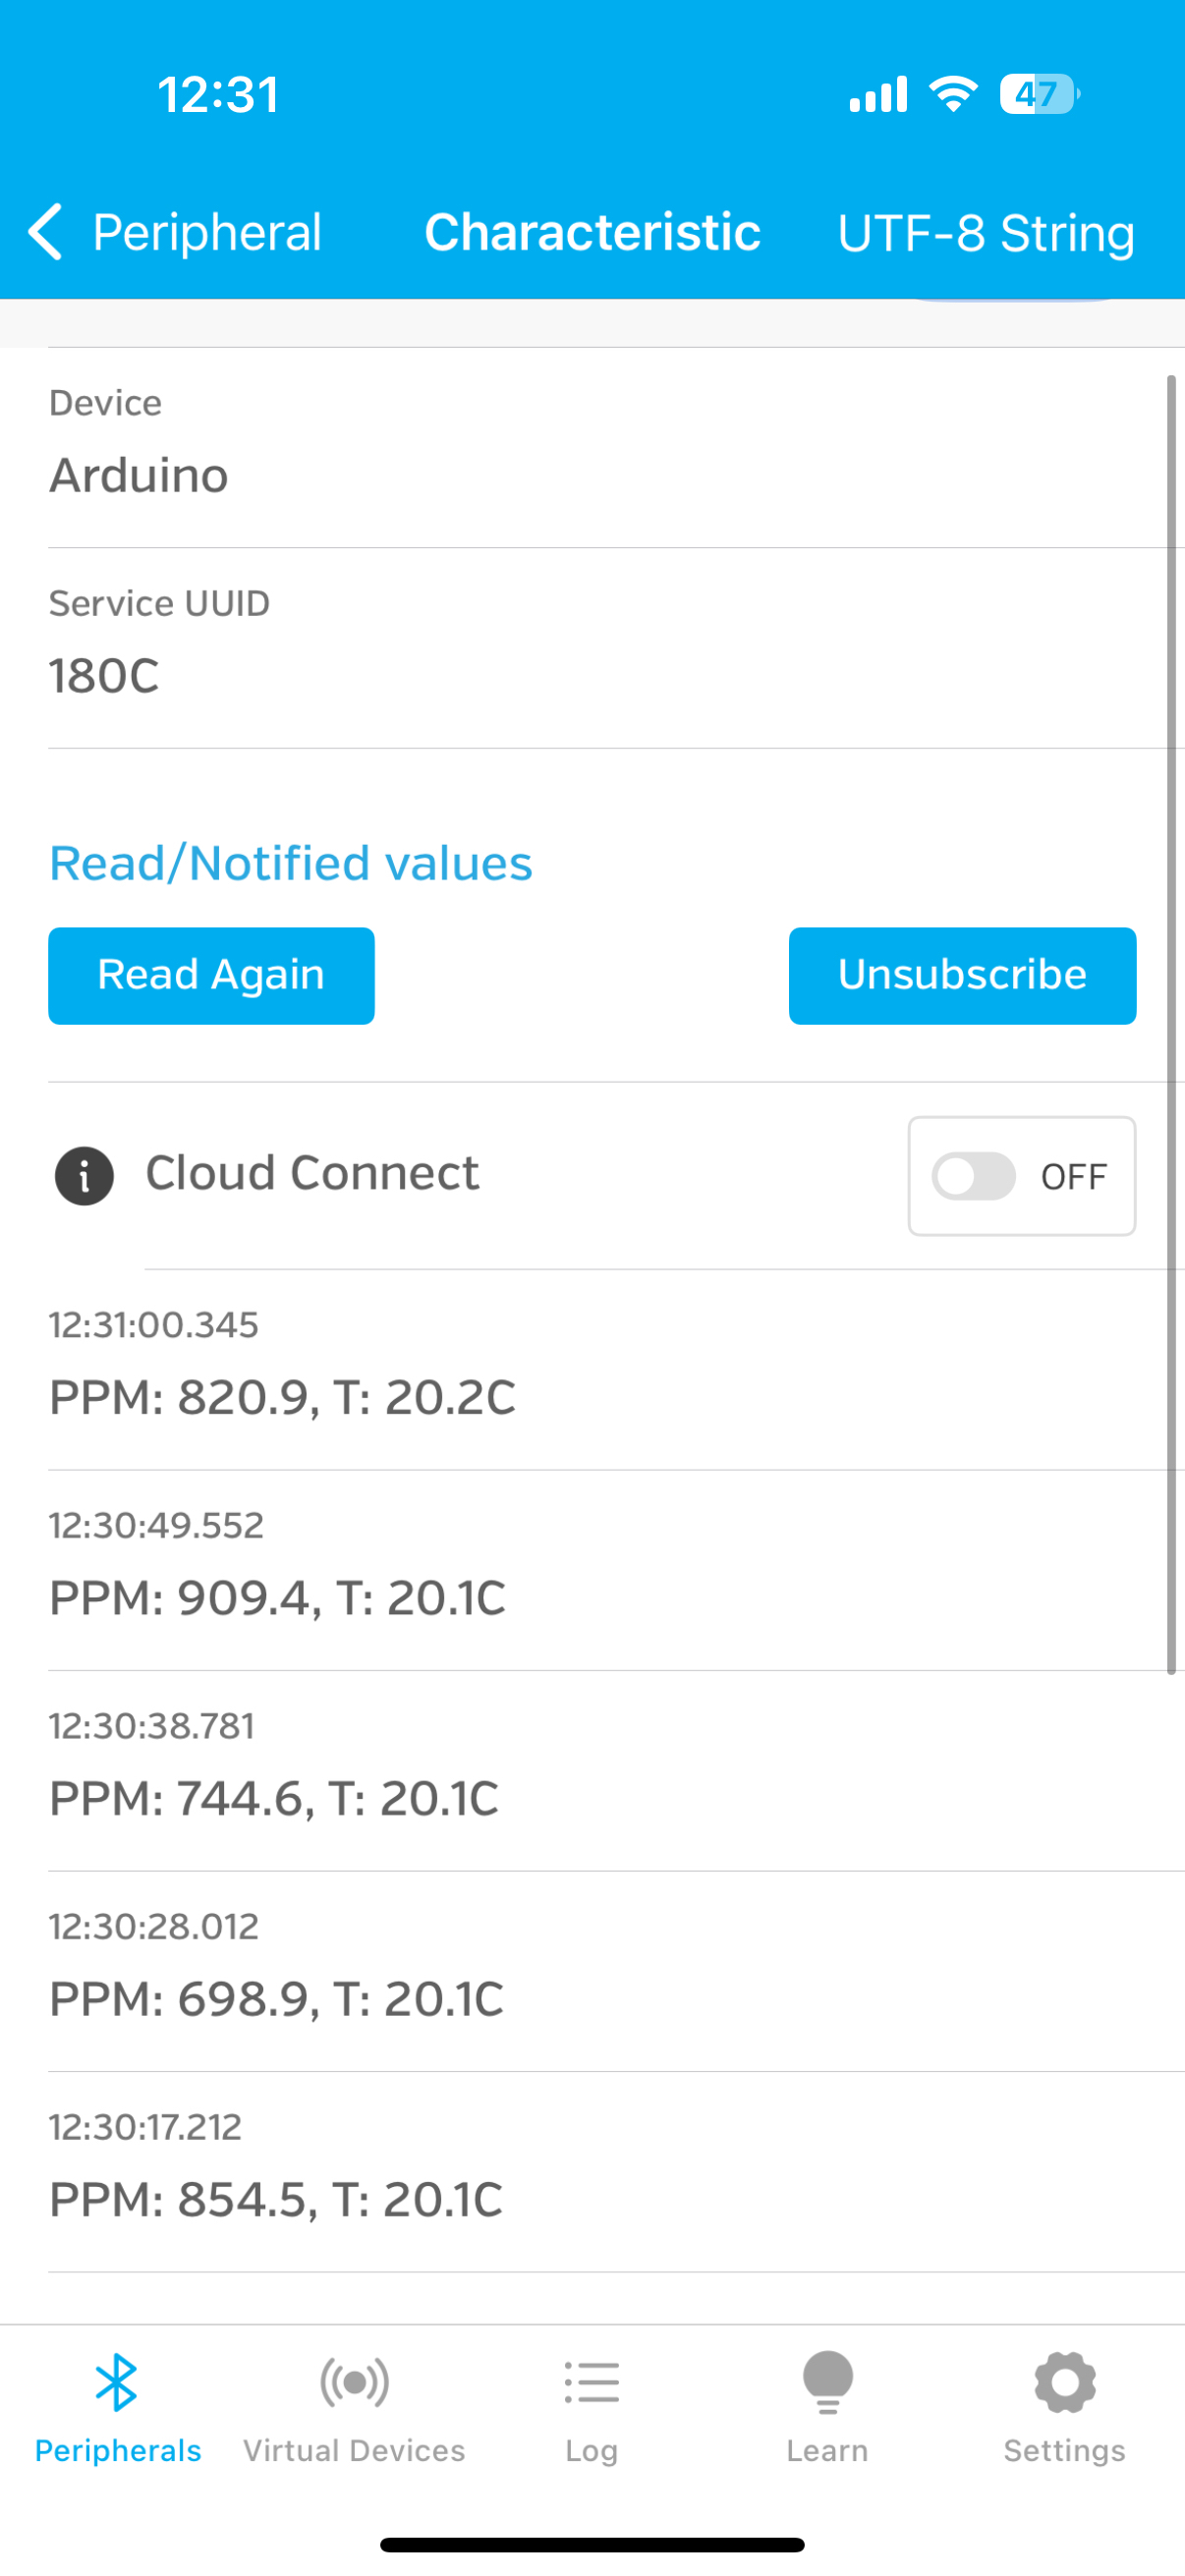 12:31
47
Peripheral Characteristic UTF-8 String
Device
Arduino
Service UUID
180C
Read/Notified values
Read Again Unsubscribe
Cloud Connect OFF
12:31:00.345
PPM: 820.9, T: 20.2C
12:30:49.552
PPM: 909.4, T: 20.1C
12:30:38.781
PPM: 744.6, T: 20.1C
12:30:28.012
PPM: 698.9, T: 20.1C
12:30:17.212
PPM: 854.5, T: 20.1C
Peripherals Virtual Devices Log Learn Settings